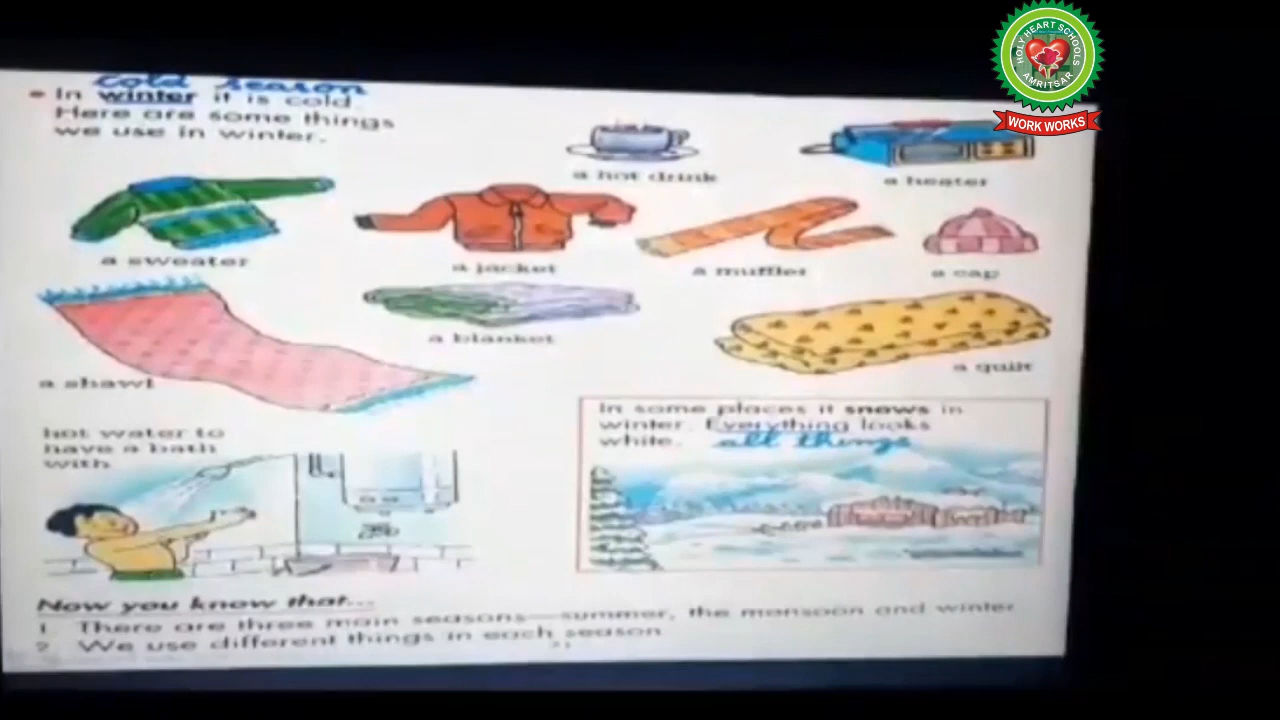 HOLY HEART SCHOOLS
AMRITSAR
WORK WORKS
cold season
In winter it is cold.
Here are some things
we use in winter.
a hot drink
a heater
a sweater
a jacket
a muffler
a cap
a shawl
a blanket
a quilt
hot water to
have a bath
with
In some places it snows in
winter. Everything looks
white. all things
Now you know that...
1 There are three main seasons—summer, the monsoon and winter
2 We use different things in each season